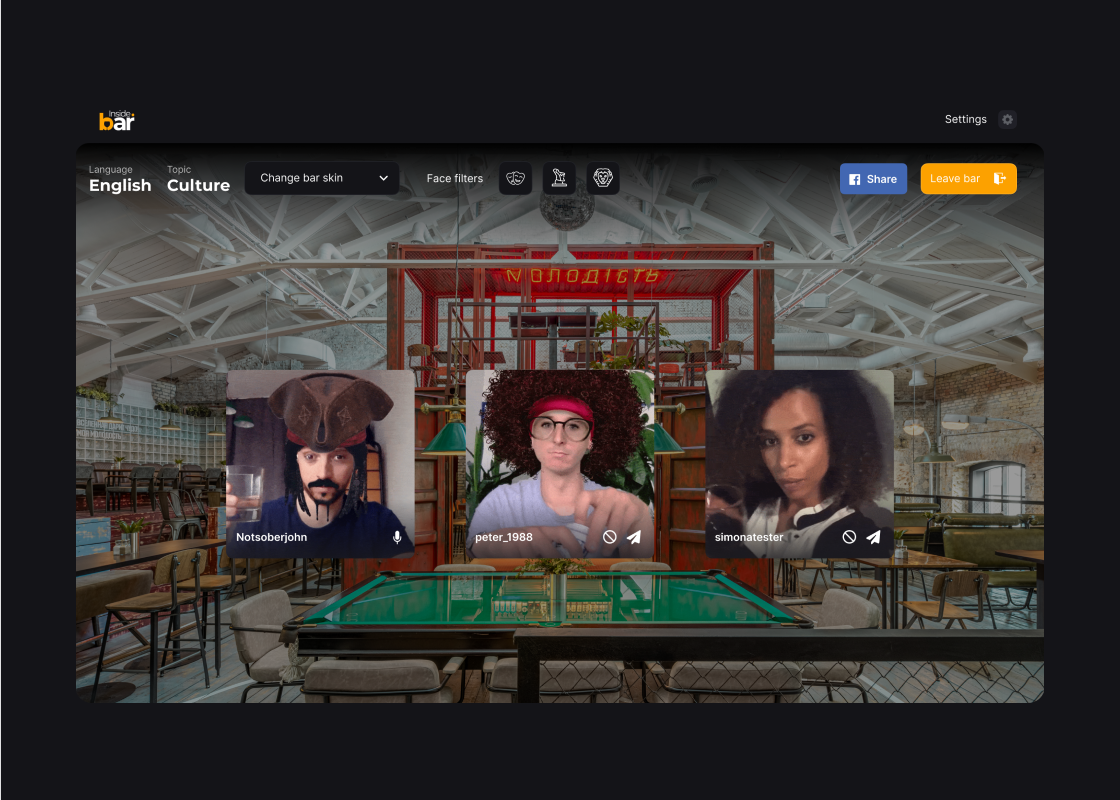 Inside
bar
Settings
Language
English
Topic
Culture
Change bar skin
Face filters
Share
Leave bar
МОЛОДІСТЬ
Notsoberjohn
peter_1988
simonatester